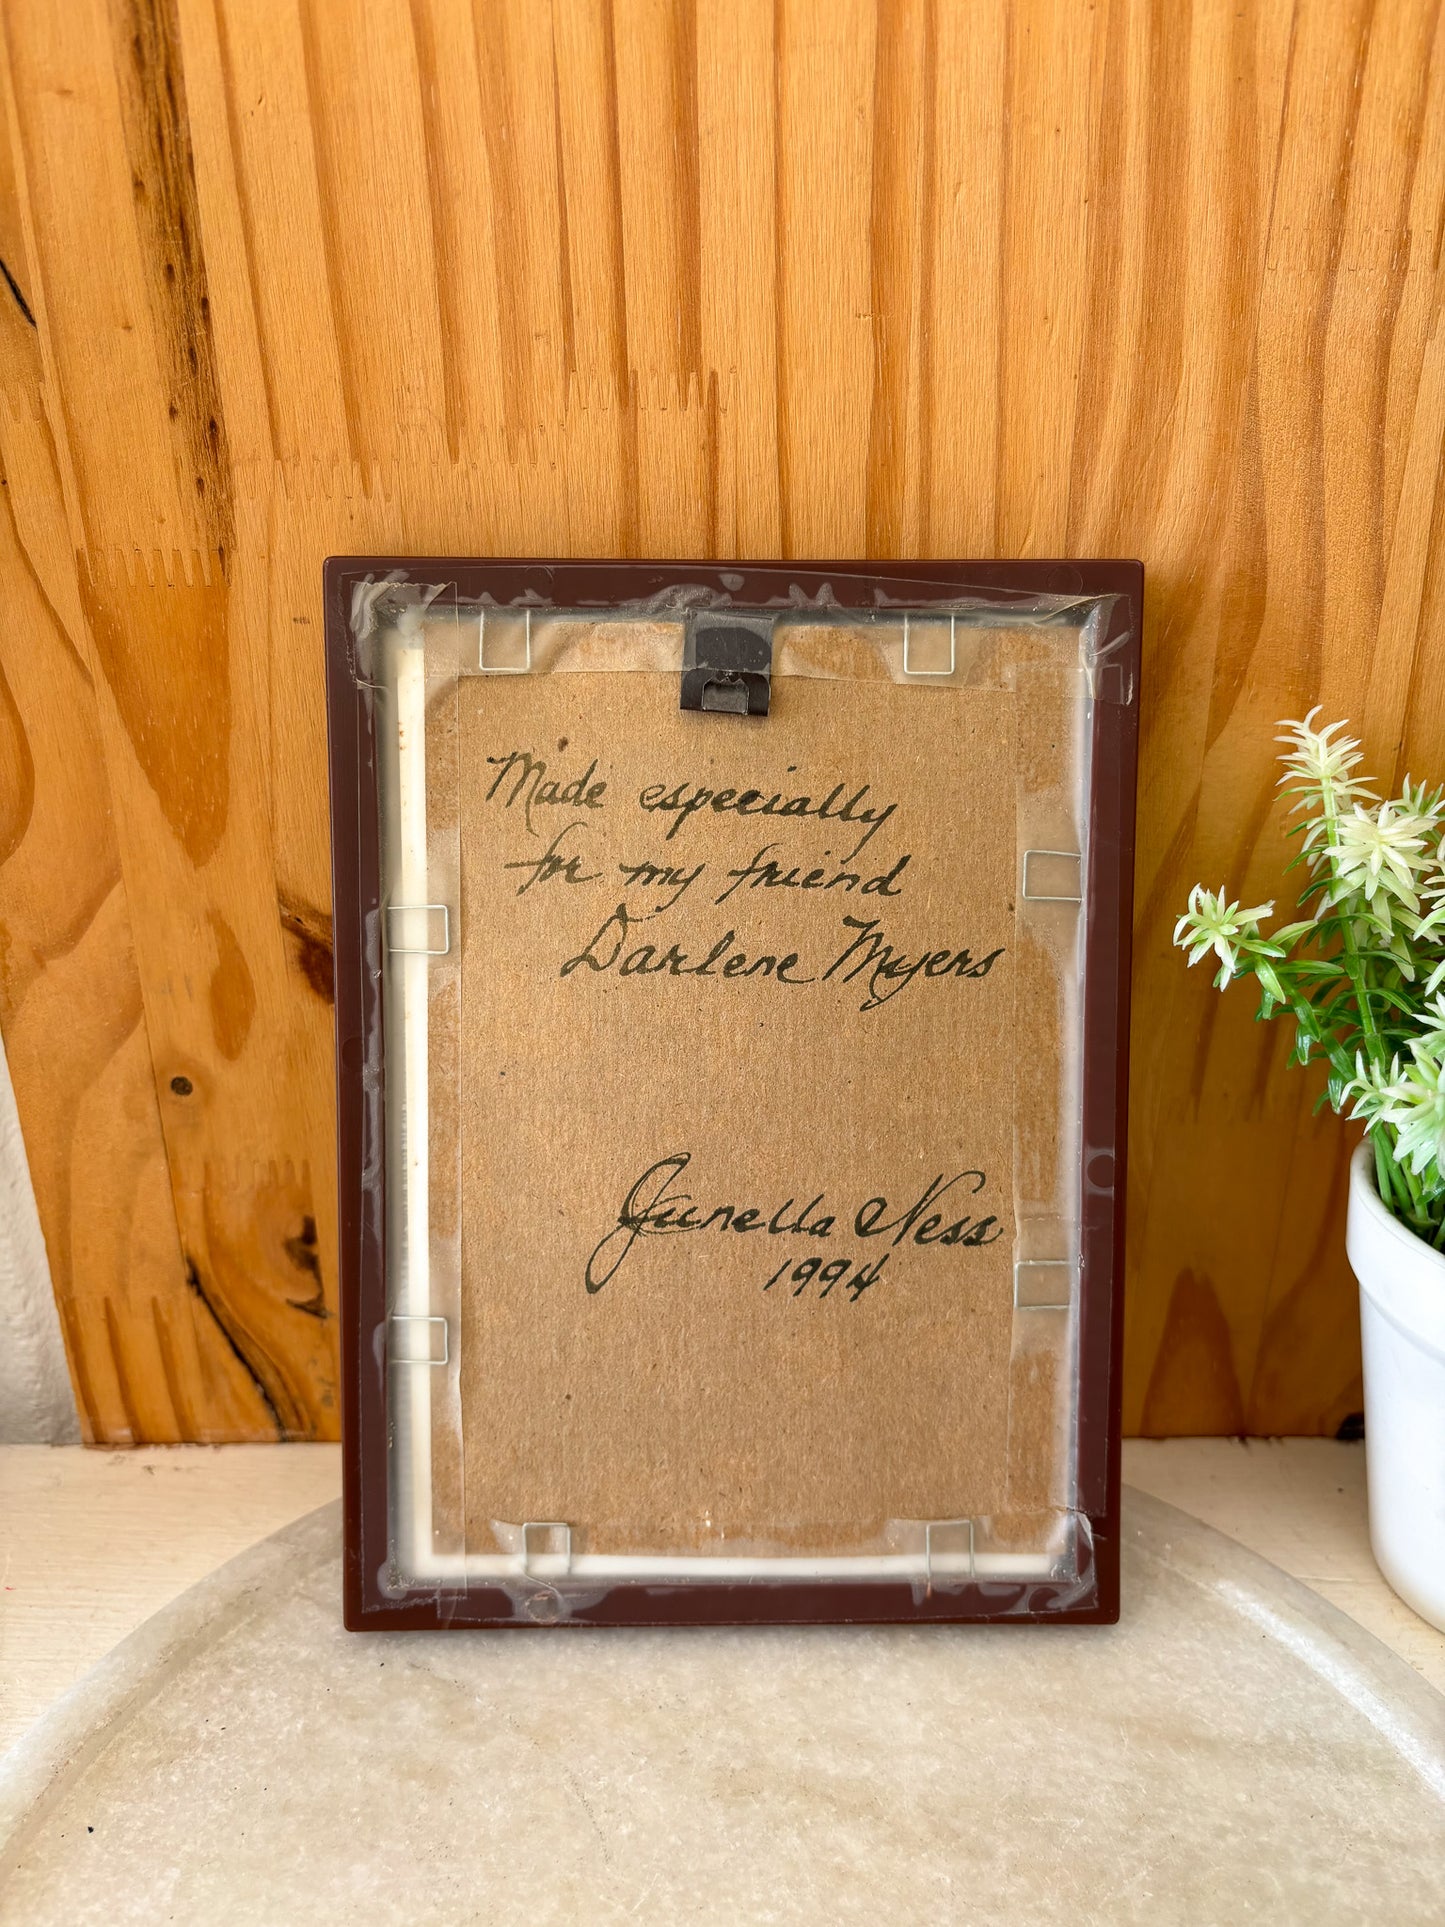 Made especially
for my friend
Darlene Myers
Junella Ness
1994